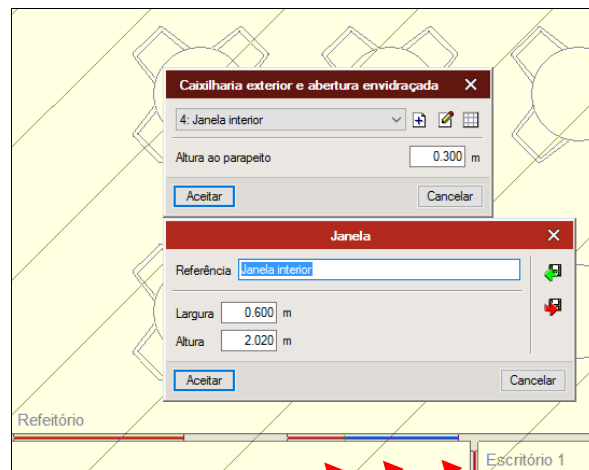 Caixilharia exterior e abertura envidraçada
4: Janela interior
Altura ao parapeito 0.300 m
Aceitar Cancelar
Janela
Referência Janela interior
Largura 0.600 m
Altura 2.020 m
Aceitar Cancelar
Refeitório
Escritório 1